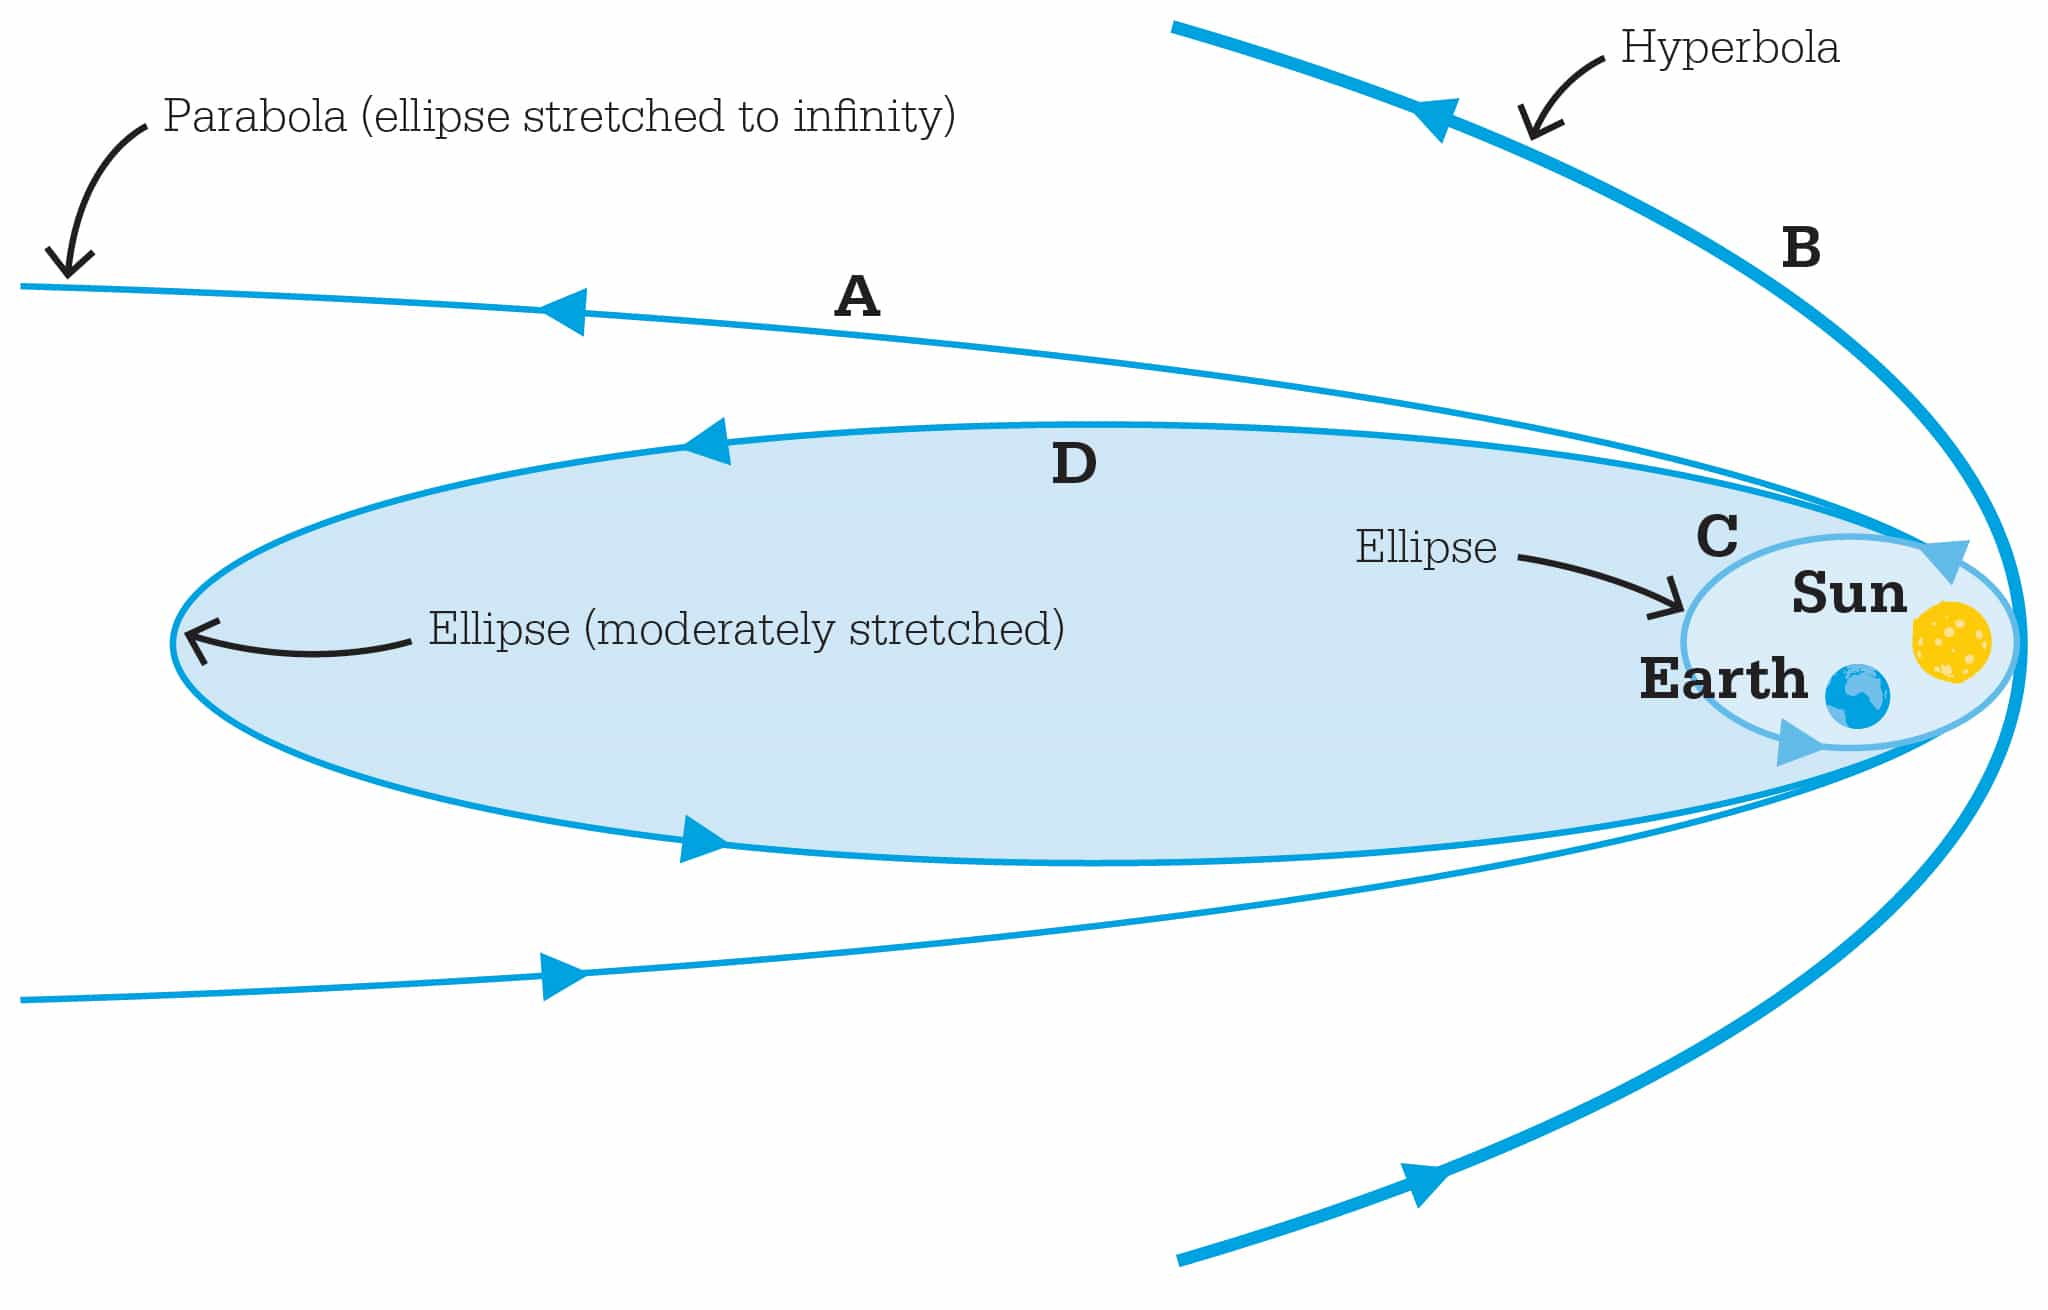 Hyperbola
Parabola (ellipse stretched to infinity)
B
A
D
C
Ellipse
Sun
Ellipse (moderately stretched)
Earth